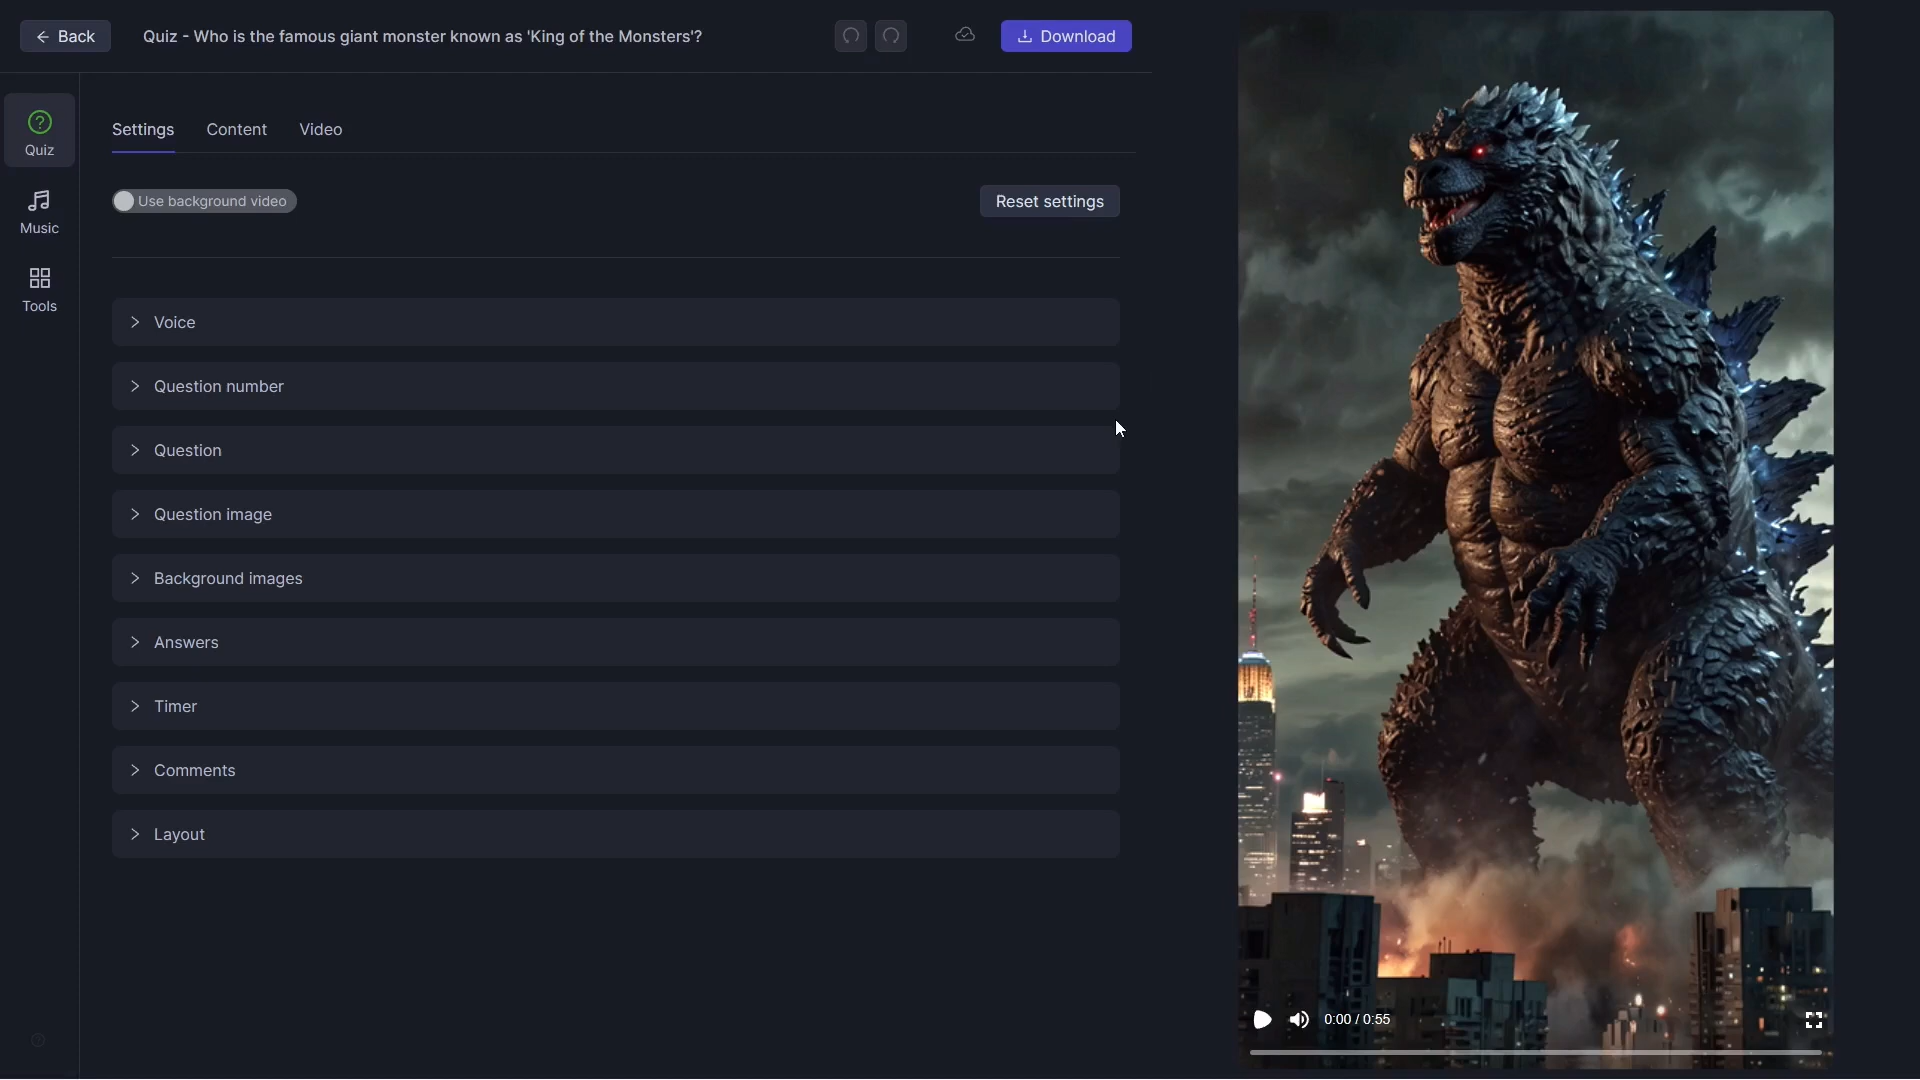 Back
Quiz - Who is the famous giant monster known as 'King of the Monsters'?
Download
Quiz
Music
Tools
Settings
Content
Video
Use background video
Reset settings
Voice
Question number
Question
Question image
Background images
Answers
Timer
Comments
Layout
0:00 / 0:55